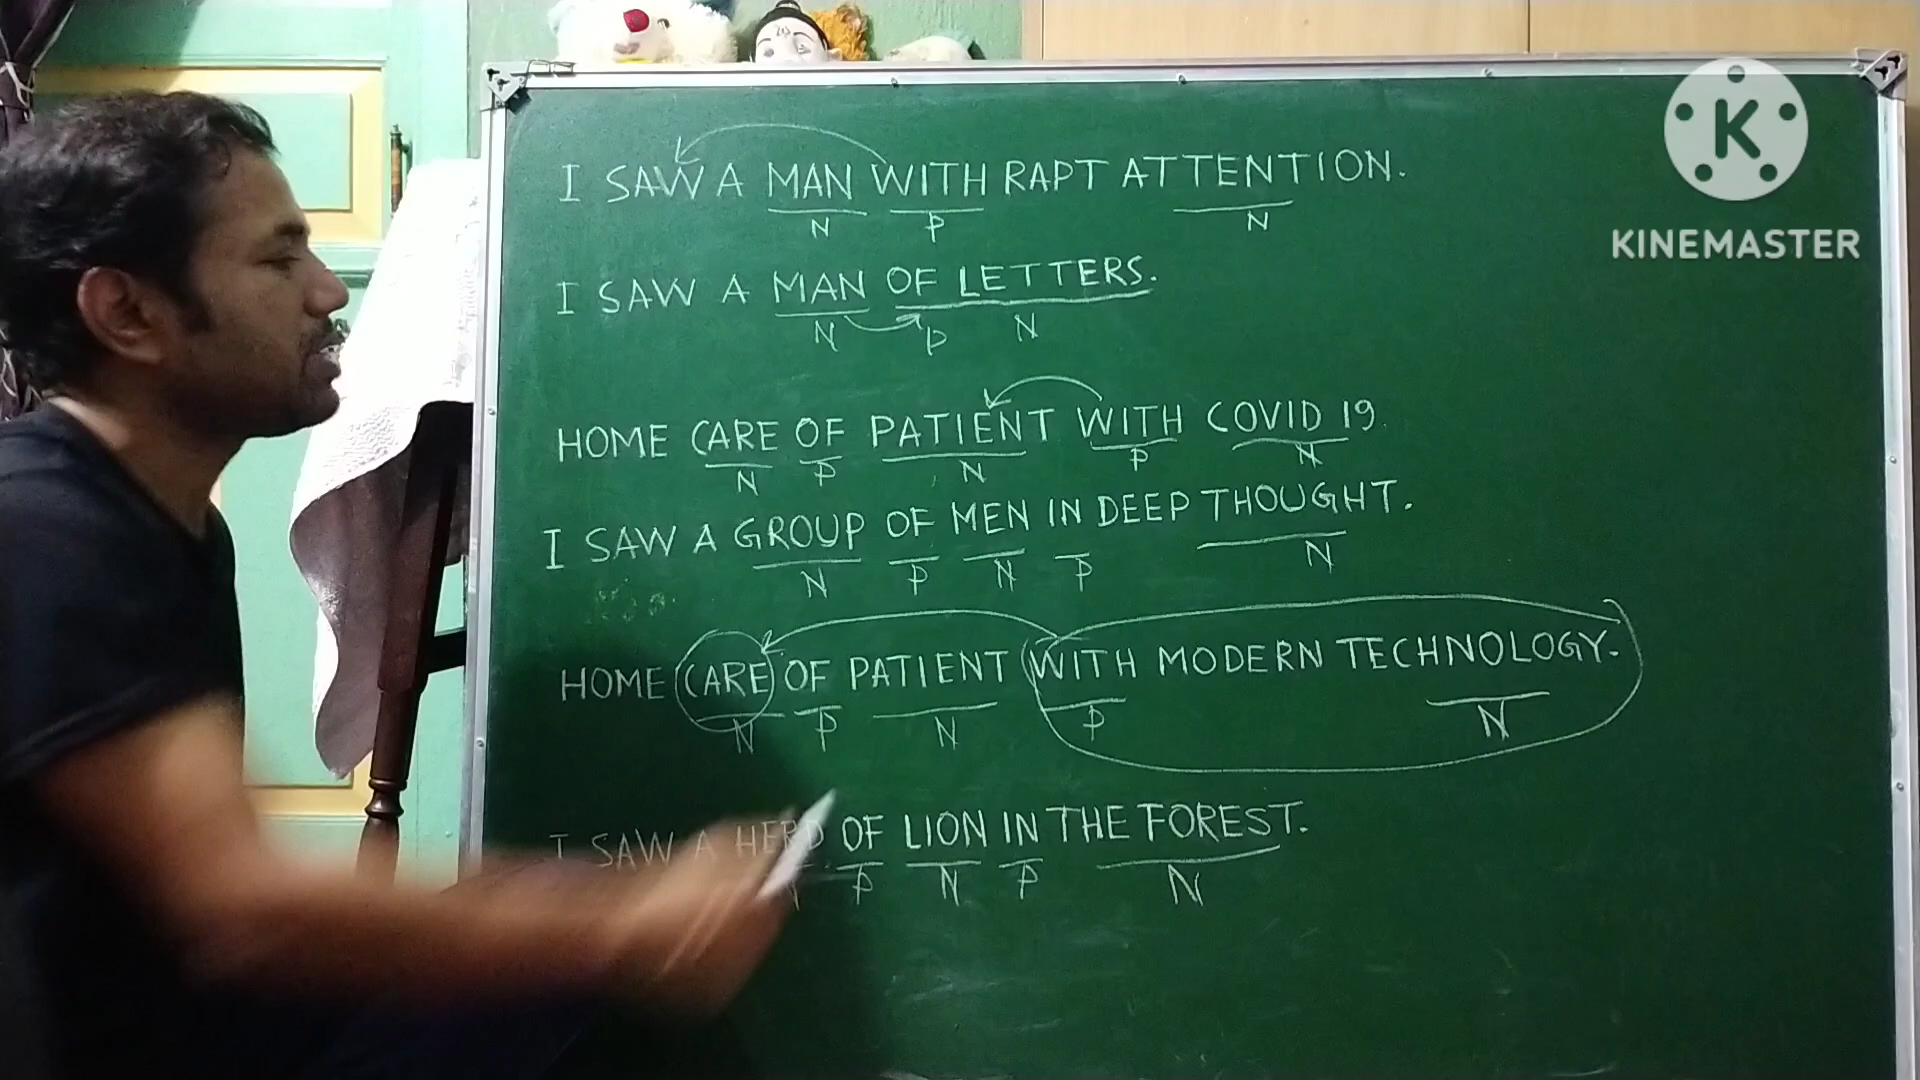 I SAW A MAN WITH RAPT ATTENTION.
N P N
I SAW A MAN OF LETTERS.
N P N
HOME CARE OF PATIENT WITH COVID 19.
N P N P N
I SAW A GROUP OF MEN IN DEEP THOUGHT.
N P N P N
HOME CARE OF PATIENT WITH MODERN TECHNOLOGY.
N P N P N
I SAW A HERD OF LION IN THE FOREST.
N P N P N
K
KINEMASTER